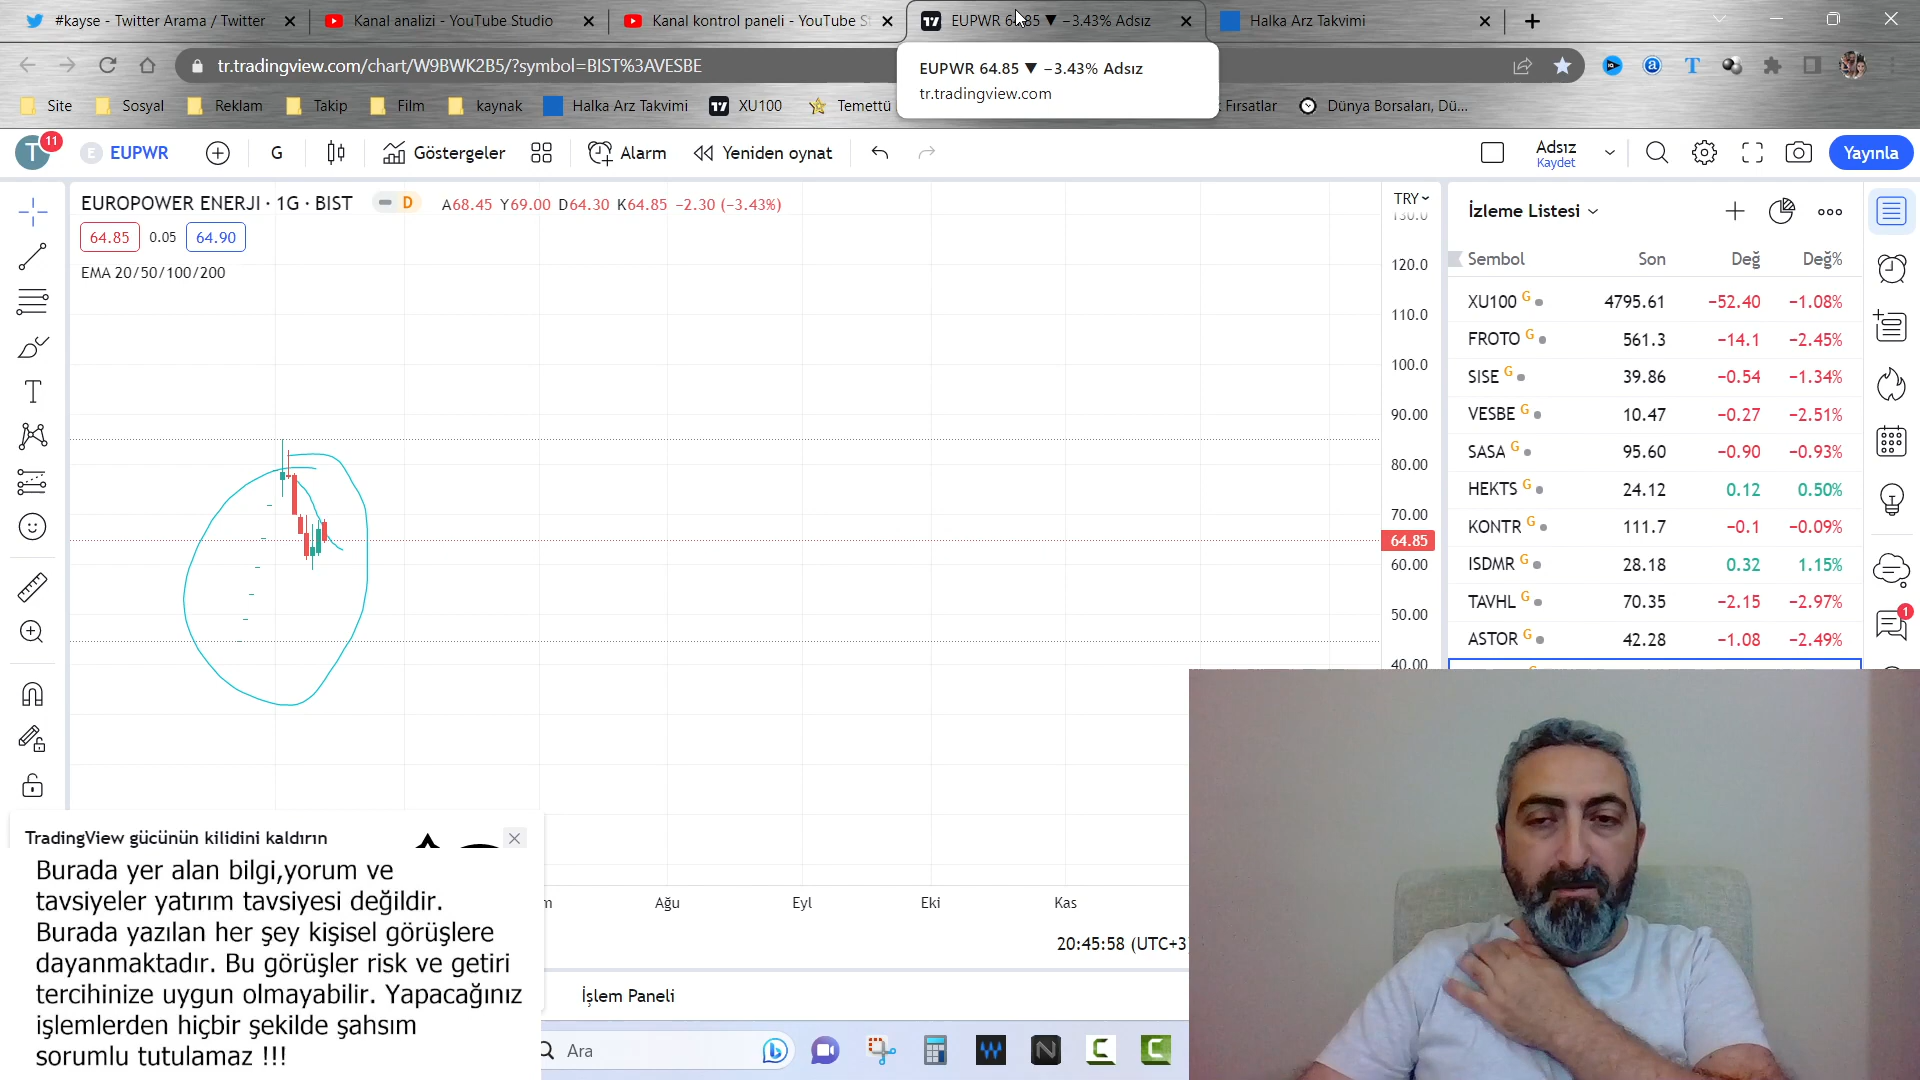 #kayse - Twitter Arama / Twitter
Kanal analizi - YouTube Studio
Kanal kontrol paneli - YouTube S
EUPWR 64.85 ▼ −3.43% Adsız
Halka Arz Takvimi
tr.tradingview.com/chart/W9BWK2B5/?symbol=BIST%3AVESBE
EUPWR 64.85 ▼ −3.43% Adsız
tr.tradingview.com
Site
Sosyal
Reklam
Takip
Film
kaynak
Halka Arz Takvimi
XU100
Temettü
Fırsatlar
Dünya Borsaları, Dü...
T
11
E
EUPWR
G
Göstergeler
Alarm
Yeniden oynat
Adsız
Kaydet
Yayınla
EUROPOWER ENERJI · 1G · BIST
D
A68.45 Y69.00 D64.30 K64.85 −2.30 (−3.43%)
64.85
0.05
64.90
EMA 20/50/100/200
TRY
130.0
120.0
110.0
100.0
90.00
80.00
70.00
64.85
60.00
50.00
40.00
İzleme Listesi
Sembol Son Değ Değ%
XU100 G 4795.61 −52.40 −1.08%
FROTO G 561.3 −14.1 −2.45%
SISE G 39.86 −0.54 −1.34%
VESBE G 10.47 −0.27 −2.51%
SASA G 95.60 −0.90 −0.93%
HEKTS G 24.12 0.12 0.50%
KONTR G 111.7 −0.1 −0.09%
ISDMR G 28.18 0.32 1.15%
TAVHL G 70.35 −2.15 −2.97%
ASTOR G 42.28 −1.08 −2.49%
1
TradingView gücünün kilidini kaldırın
Burada yer alan bilgi,yorum ve
tavsiyeler yatırım tavsiyesi değildir.
Burada yazılan her şey kişisel görüşlere
dayanmaktadır. Bu görüşler risk ve getiri
tercihinize uygun olmayabilir. Yapacağınız
işlemlerden hiçbir şekilde şahsım
sorumlu tutulamaz !!!
Ağu
Eyl
Eki
Kas
20:45:58 (UTC+3
İşlem Paneli
Ara